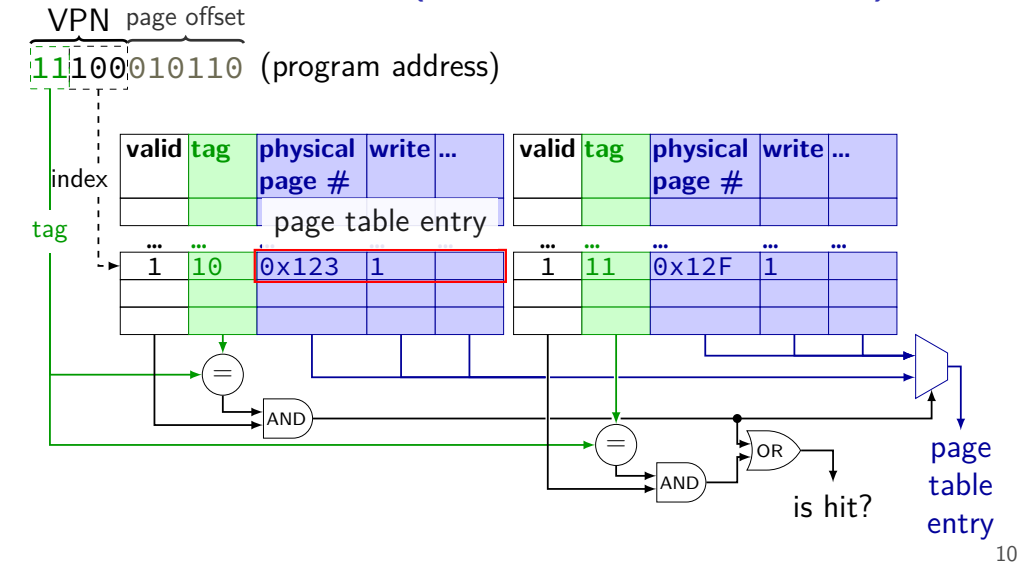 VPN page offset
11100010110 (program address)
index
tag
valid tag physical page # write ... valid tag physical page # write ...
page table entry
... ... ... ... ... ... ... ...
1 10 0x123 1 1 11 0x12F 1
=
AND
=
AND
OR
is hit?
page
table
entry
10